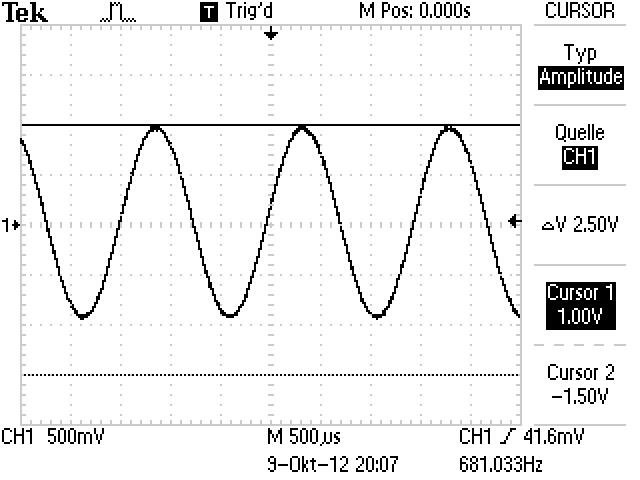 Tek T Trig'd M Pos: 0.000s CURSOR
Typ
Amplitude
Quelle
CH1
1
△V 2.50V
Cursor 1
1.00V
Cursor 2
-1.50V
CH1 500mV M 500µs CH1 41.6mV
9-Okt-12 20:07 681.033Hz